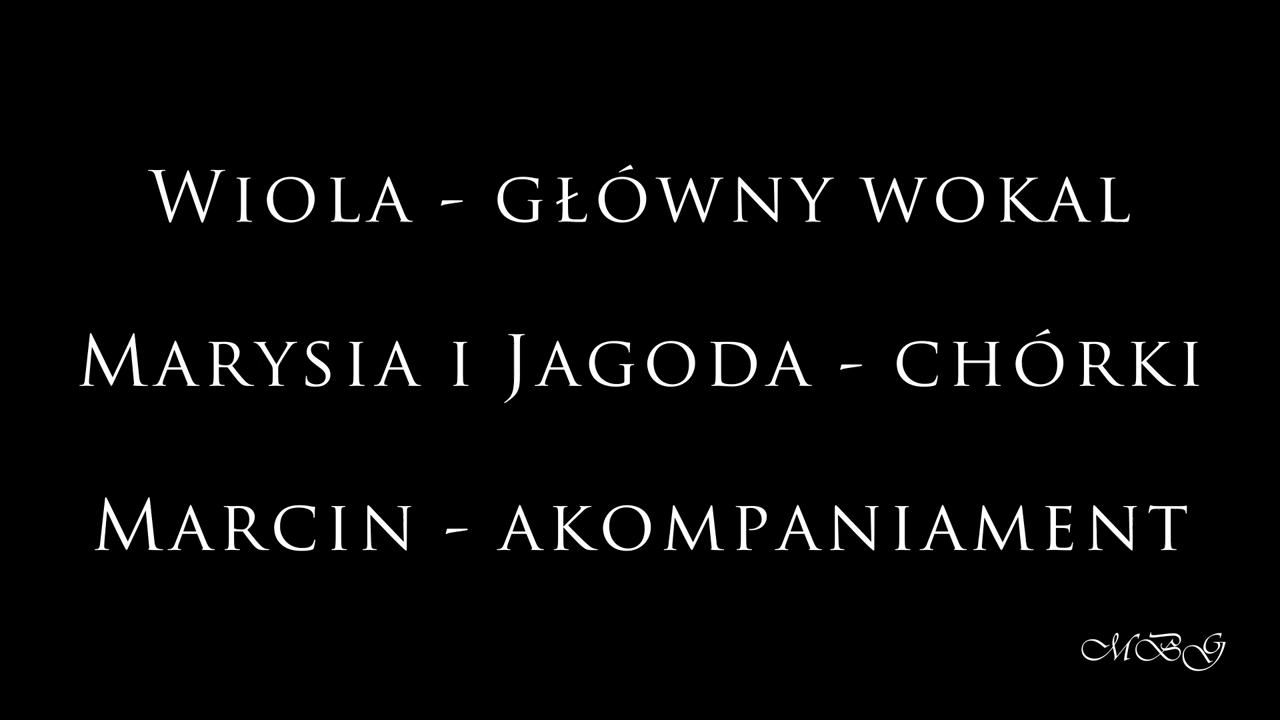 Wiola - główny wokal
Marysia i Jagoda - chórki
Marcin - akompaniament
MBG